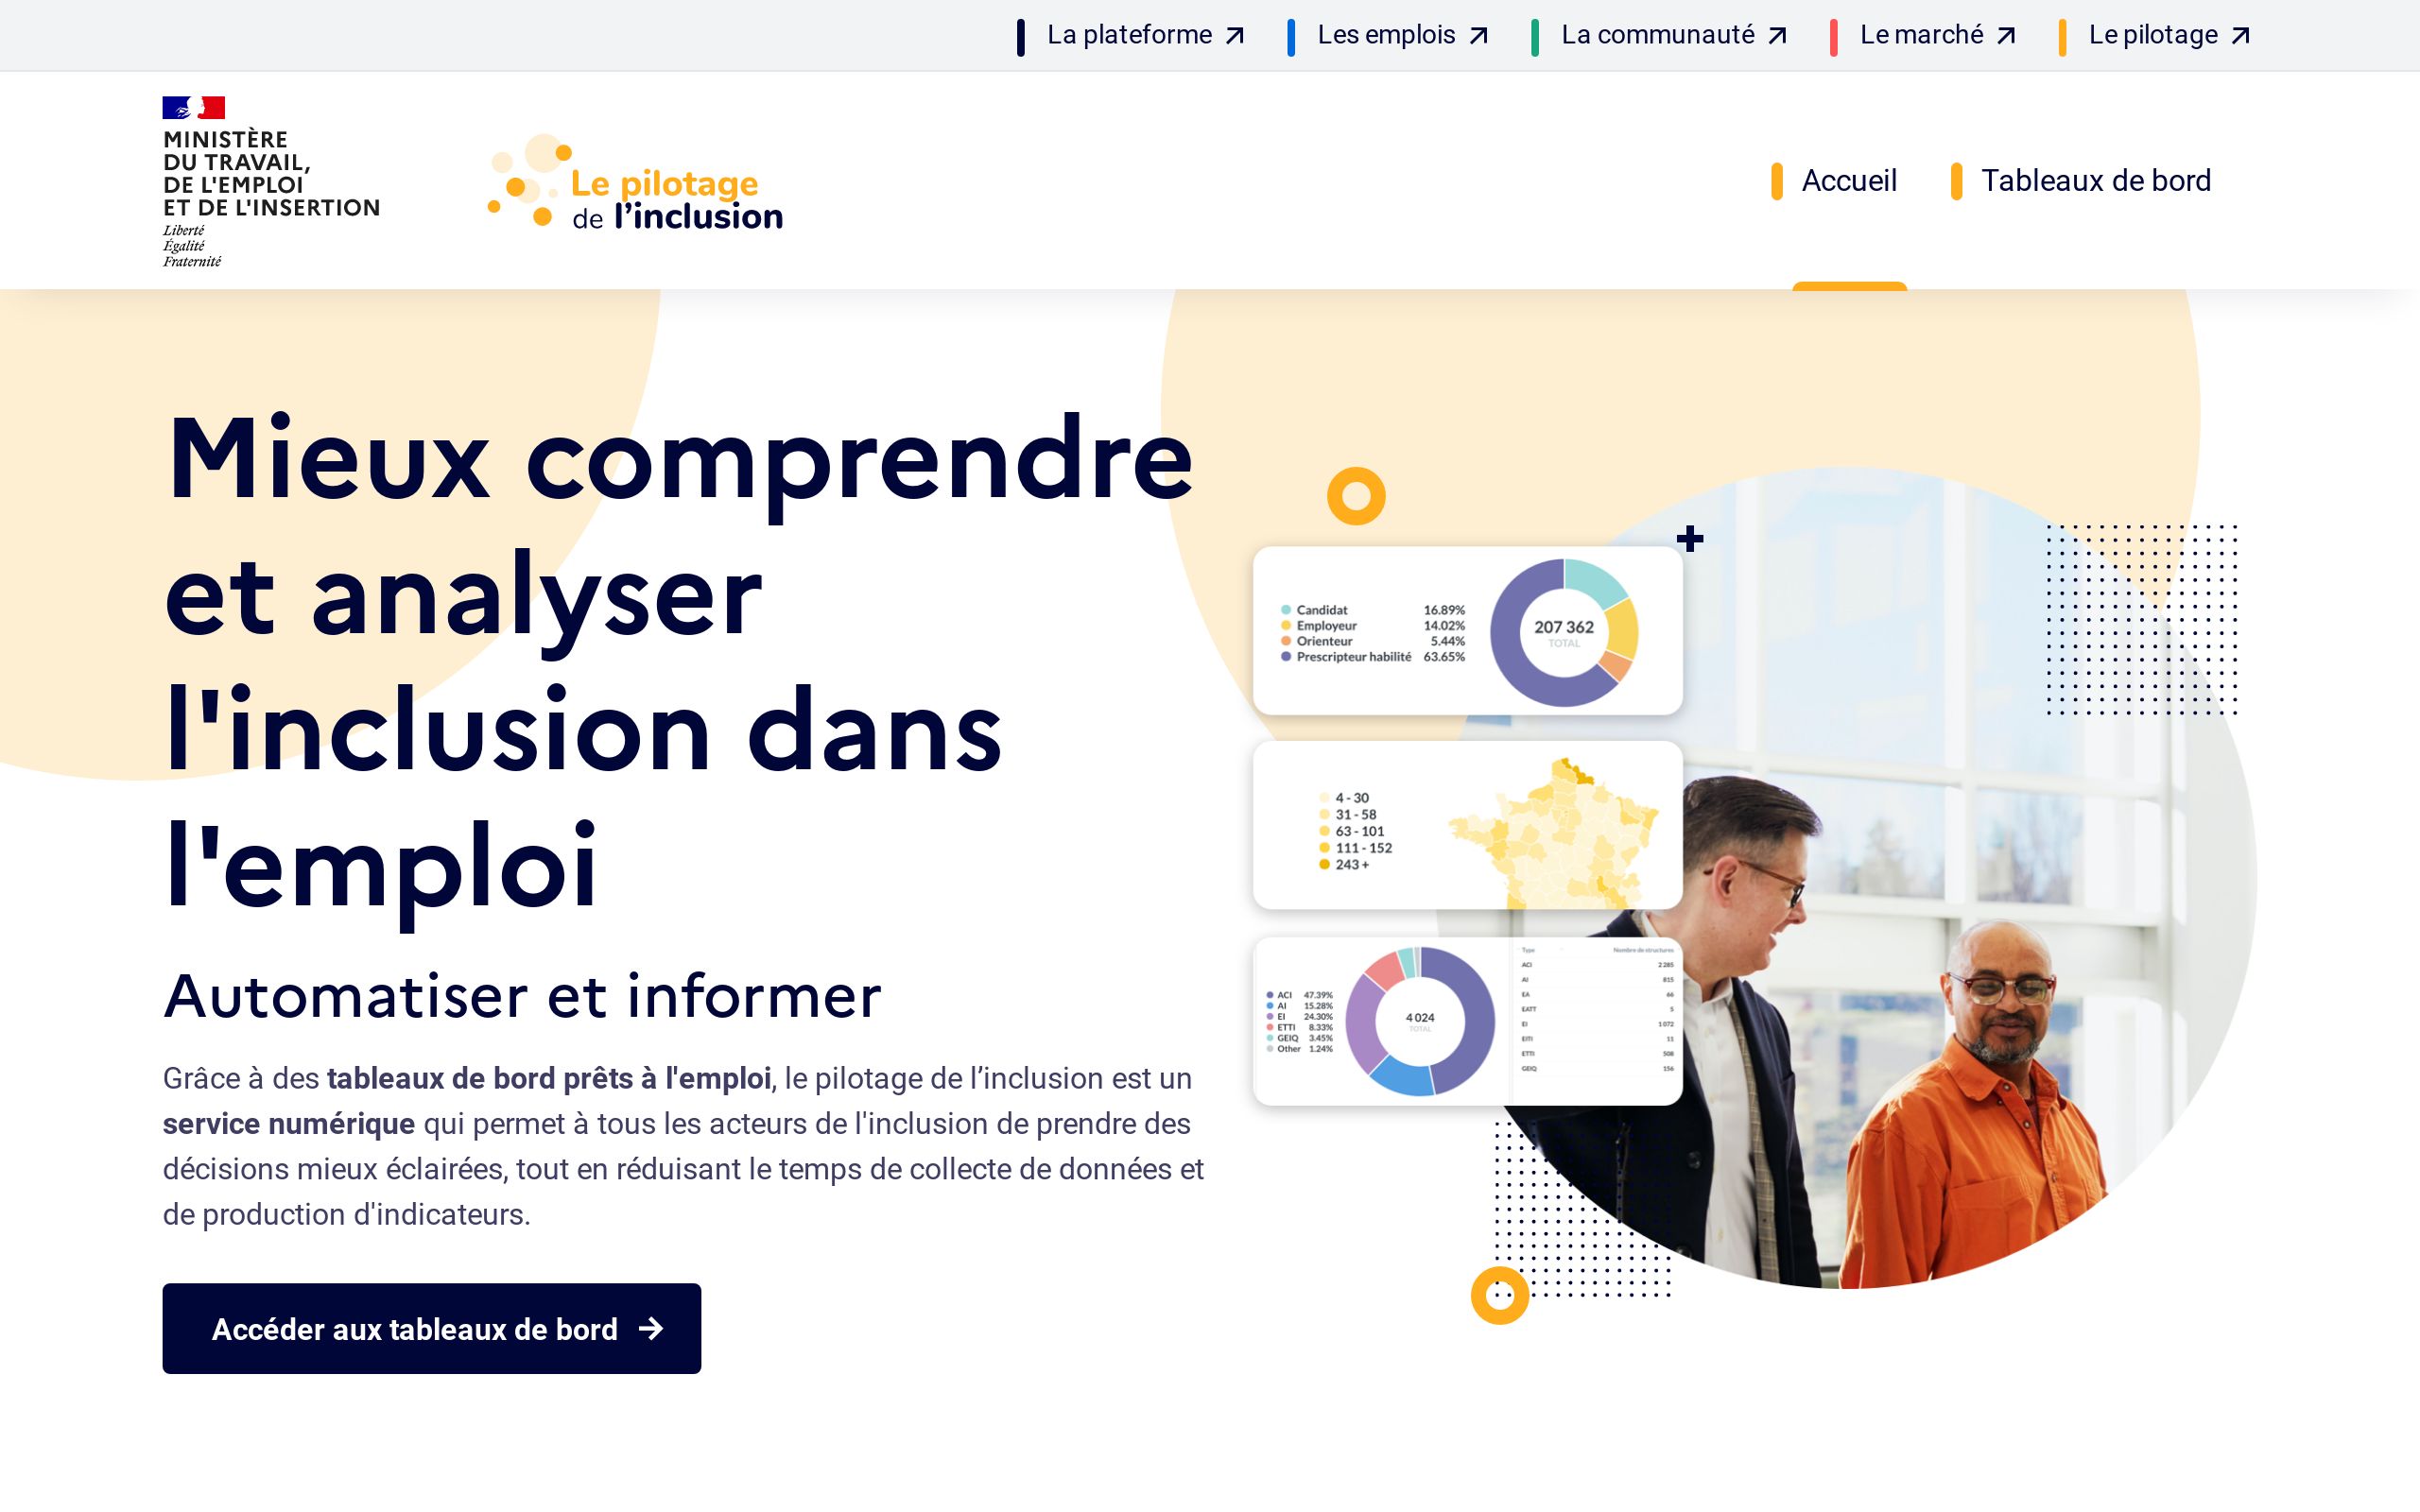 La plateforme
Les emplois
La communauté
Le marché
Le pilotage
MINISTÈRE
DU TRAVAIL,
DE L'EMPLOI
ET DE L'INSERTION
Liberté
Égalité
Fraternité
Le pilotage
de l’inclusion
Accueil
Tableaux de bord
Mieux comprendre
et analyser
l'inclusion dans
l'emploi
Automatiser et informer
Grâce à des tableaux de bord prêts à l'emploi, le pilotage de l’inclusion est un
service numérique qui permet à tous les acteurs de l'inclusion de prendre des
décisions mieux éclairées, tout en réduisant le temps de collecte de données et
de production d'indicateurs.
Accéder aux tableaux de bord
Candidat 16.89%
Employeur 14.02%
Orienteur 5.44%
Prescripteur habilité 63.65%
207 362
TOTAL
4 - 30
31 - 58
63 - 101
111 - 152
243 +
ACI 47.39%
AI 15.28%
EI 24.30%
ETTI 8.33%
GEIQ 3.45%
Other 1.24%
4 024
TOTAL
Type Nombre de structures
ACI 2 285
AI 815
EA 66
EATT 5
EI 1 072
EITI 11
ETTI 508
GEIQ 156